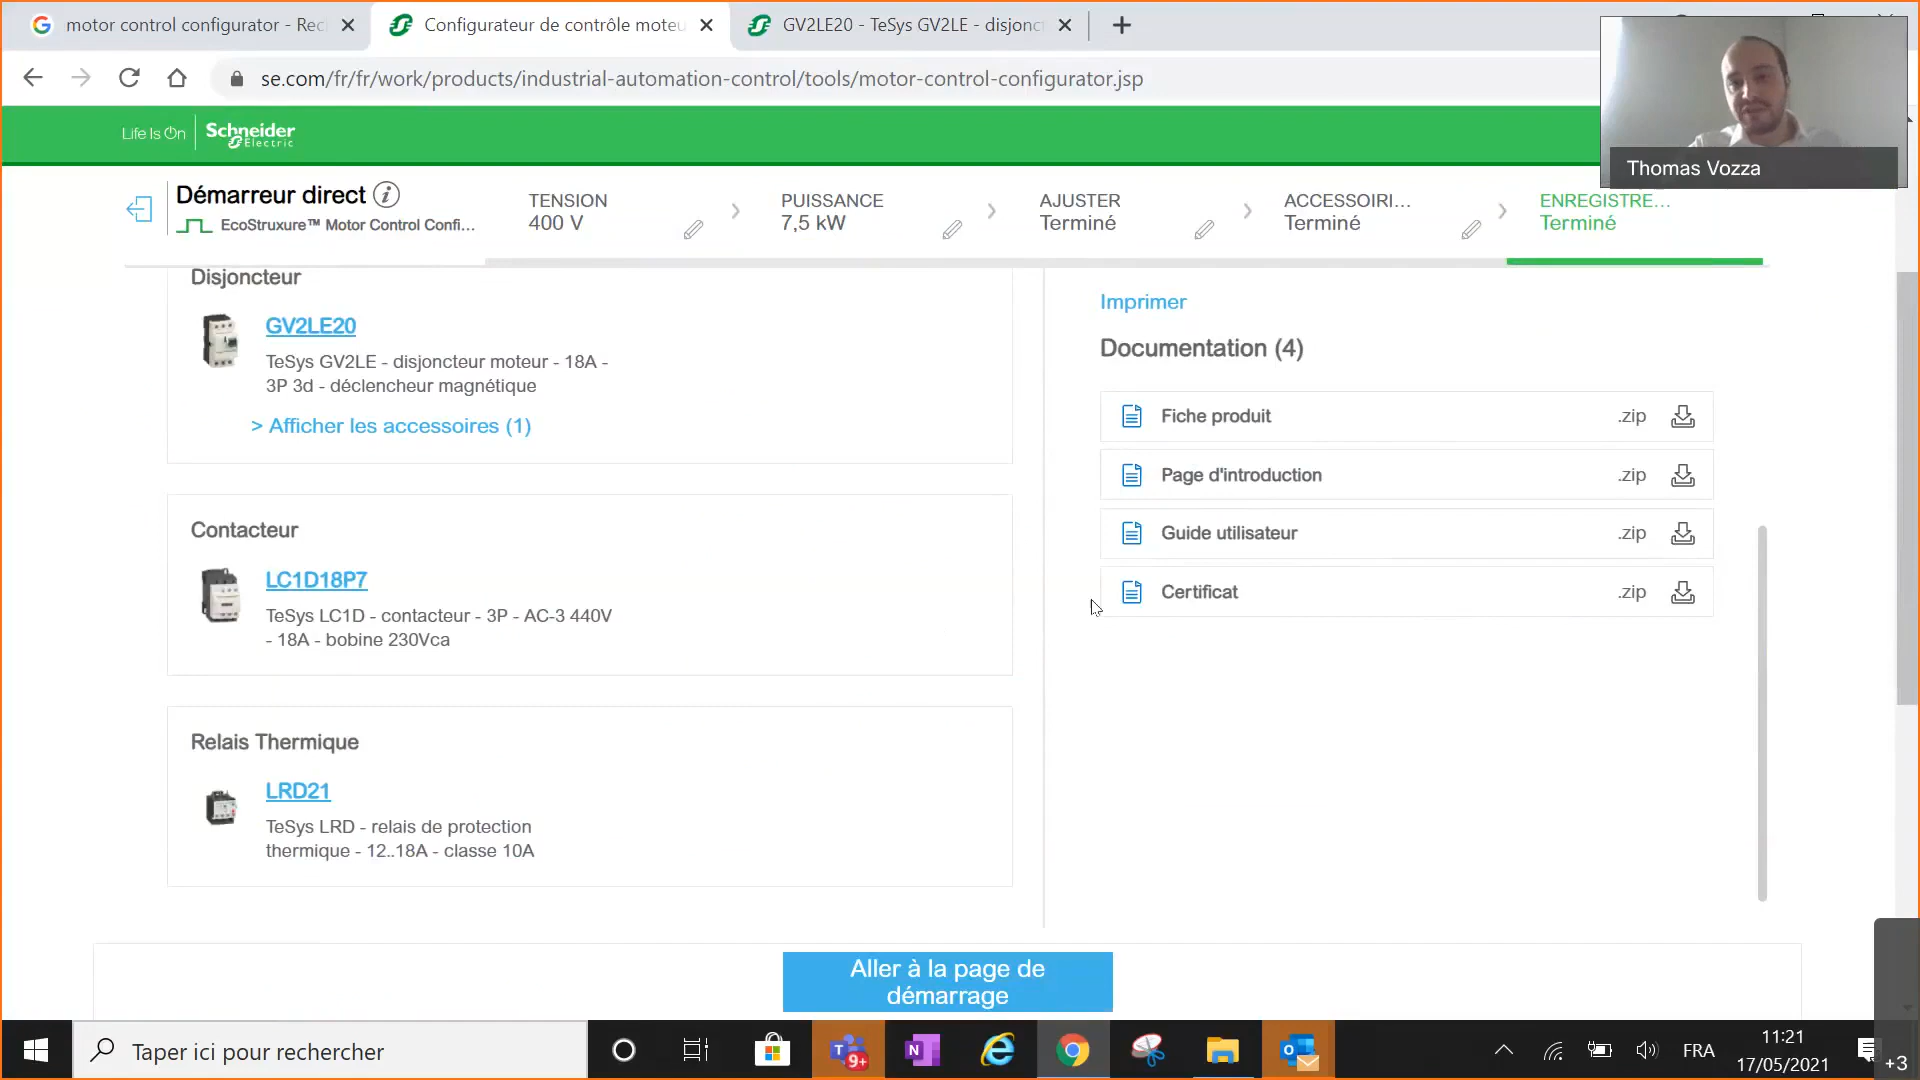 motor control configurator - Rec
Configurateur de contrôle moteu
GV2LE20 - TeSys GV2LE - disjonc
se.com/fr/fr/work/products/industrial-automation-control/tools/motor-control-configurator.jsp
Thomas Vozza
Life Is On
Schneider
Electric
Démarreur direct
EcoStruxure™ Motor Control Confi...
TENSION
400 V
PUISSANCE
7,5 kW
AJUSTER
Terminé
ACCESSOIRI...
Terminé
ENREGISTRE...
Terminé
Disjoncteur
GV2LE20
TeSys GV2LE - disjoncteur moteur - 18A -
3P 3d - déclencheur magnétique
> Afficher les accessoires (1)
Contacteur
LC1D18P7
TeSys LC1D - contacteur - 3P - AC-3 440V
- 18A - bobine 230Vca
Relais Thermique
LRD21
TeSys LRD - relais de protection
thermique - 12..18A - classe 10A
Imprimer
Documentation (4)
Fiche produit .zip
Page d'introduction .zip
Guide utilisateur .zip
Certificat .zip
Aller à la page de
démarrage
Taper ici pour rechercher
9+
FRA
11:21
17/05/2021
+3